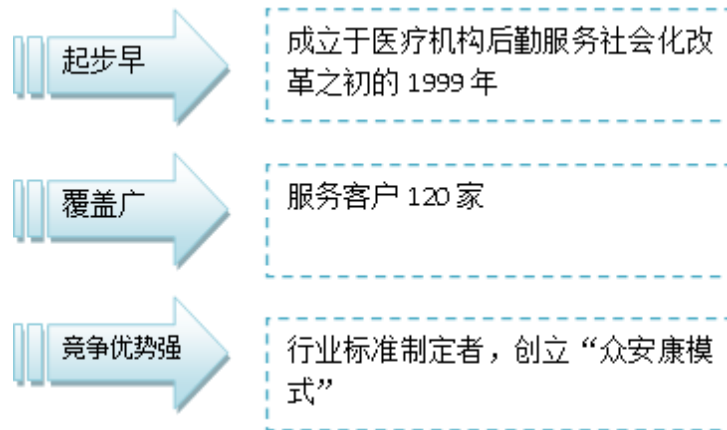 起步早
成立于医疗机构后勤服务社会化改
革之初的 1999 年
覆盖广
服务客户 120 家
竞争优势强
行业标准制定者，创立“众安康模
式”